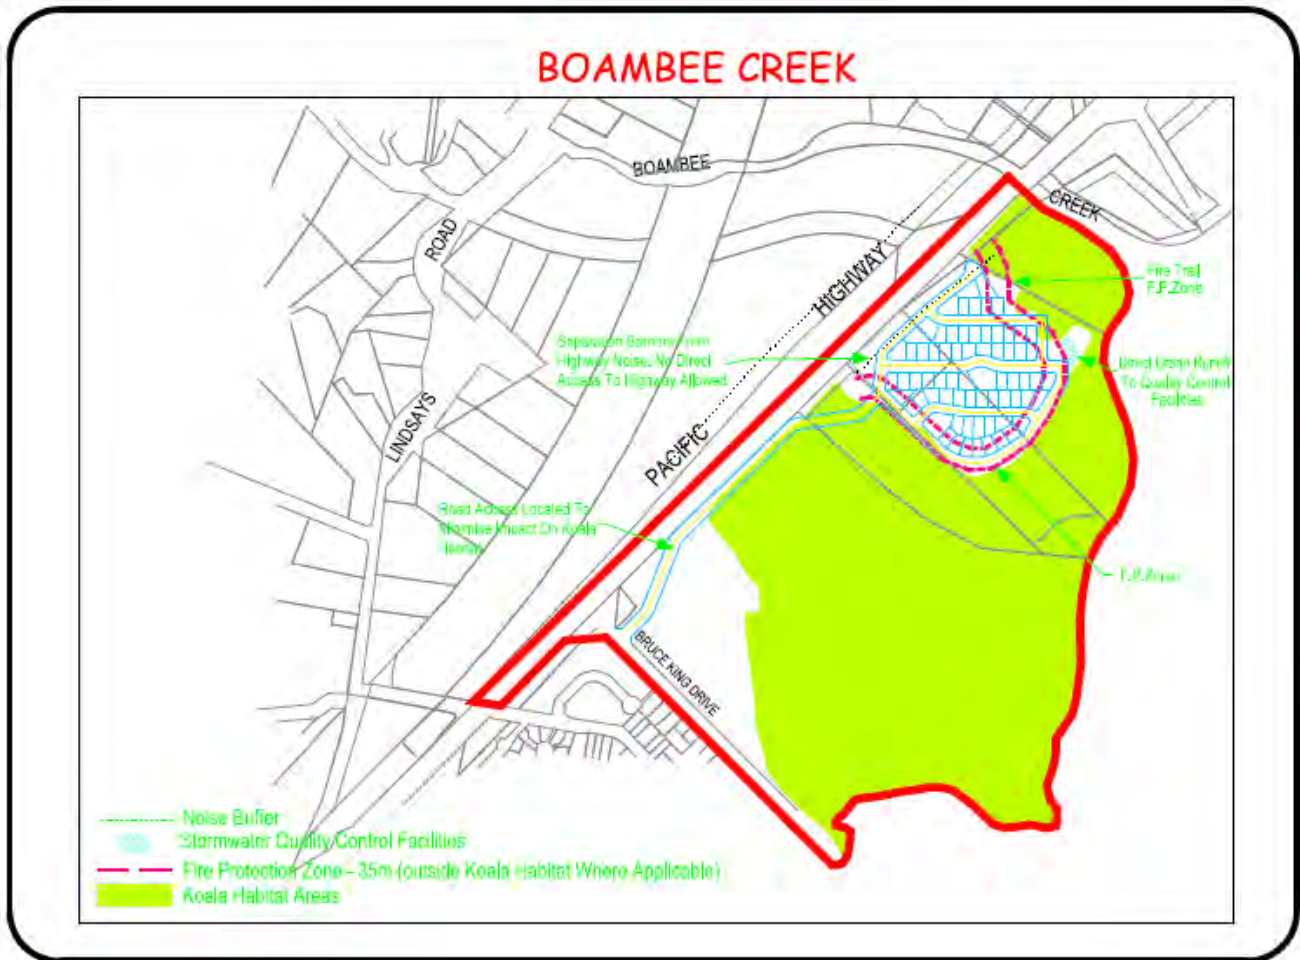 BOAMBEE CREEK
BOAMBEE
CREEK
ROAD
HIGHWAY
Fire Trail
F.P.Zone
Separation From
Highway Noise. No Direct
Access To Highway Allowed
Direct Urban Runoff
To Quality Control
Facilities
LINDSAYS
PACIFIC
Road Access Located To
Minimise Impact On Koala
Habitat
F.P.Zone
BRUCE KING DRIVE
Noise Buffer
Stormwater Quality Control Facilities
Fire Protection Zone - 35m (outside Koala Habitat Where Applicable)
Koala Habitat Areas